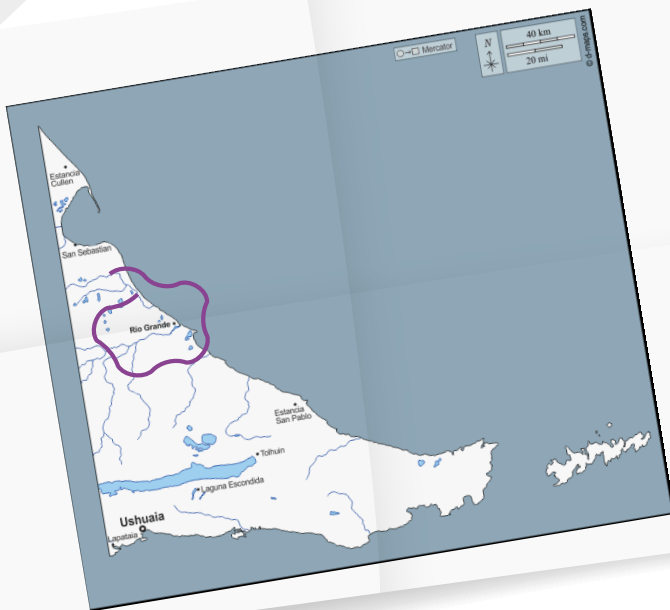 Mercator
N
40 km
20 mi
© d-maps.com
Estancia
Cullen
San Sebastian
Rio Grande
Estancia
San Pablo
Tolhuin
Laguna Escondida
Ushuaia
Lapataia